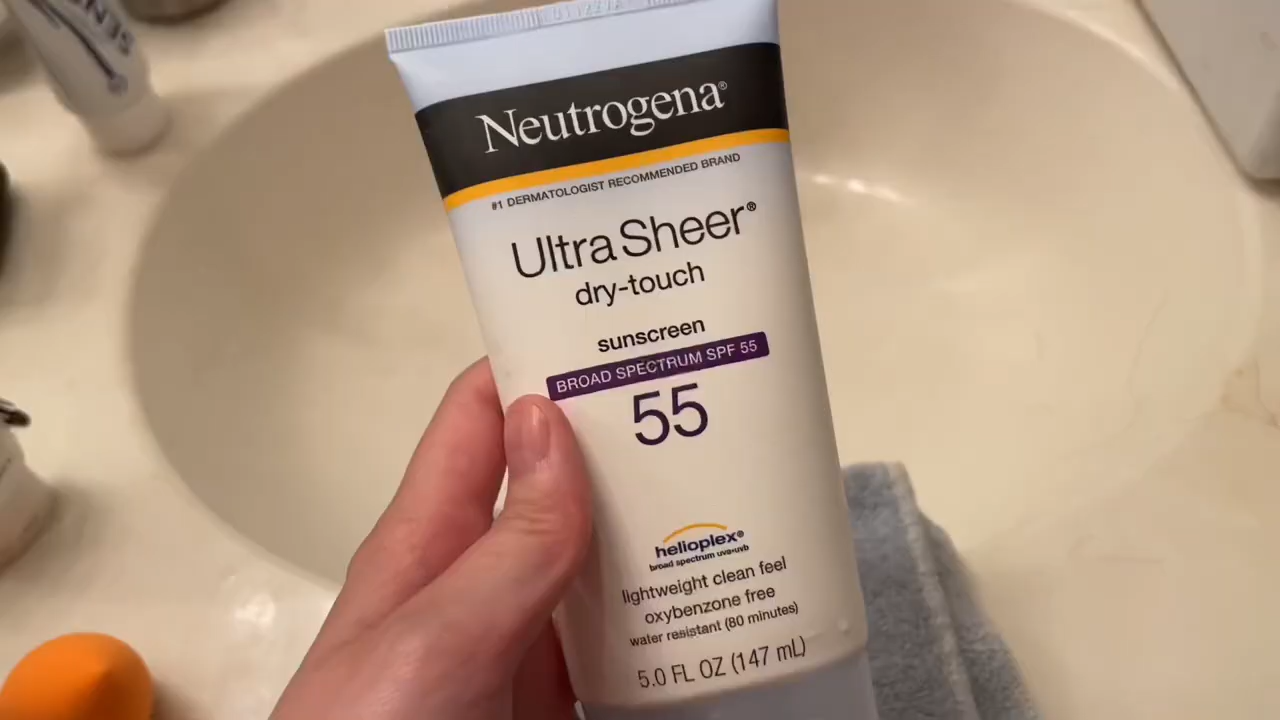 Neutrogena®
#1 DERMATOLOGIST RECOMMENDED BRAND
Ultra Sheer®
dry-touch
sunscreen
BROAD SPECTRUM SPF 55
55
helioplex®
broad spectrum uva•uvb
lightweight clean feel
oxybenzone free
water resistant (80 minutes)
5.0 FL OZ (147 mL)